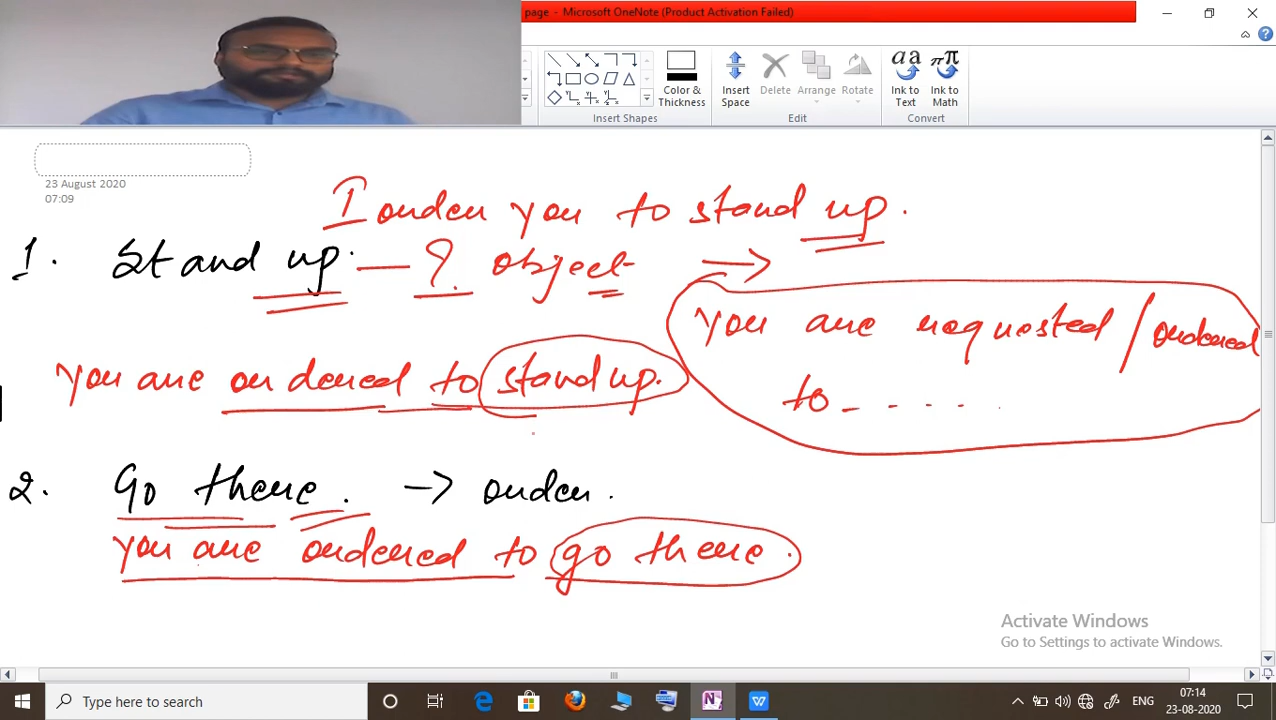 page - Microsoft OneNote (Product Activation Failed)
Color & Thickness
Insert Space
Delete
Arrange
Rotate
Ink to Text
Ink to Math
Insert Shapes
Edit
Convert
23 August 2020
07:09
I order you to stand up.
1. Stand up. — ? object →
You are requested / ordered
to - - - - -
You are ordered to stand up.
2. Go there. → order.
You are ordered to go there.
Activate Windows
Go to Settings to activate Windows.
Type here to search
ENG
07:14
23-08-2020